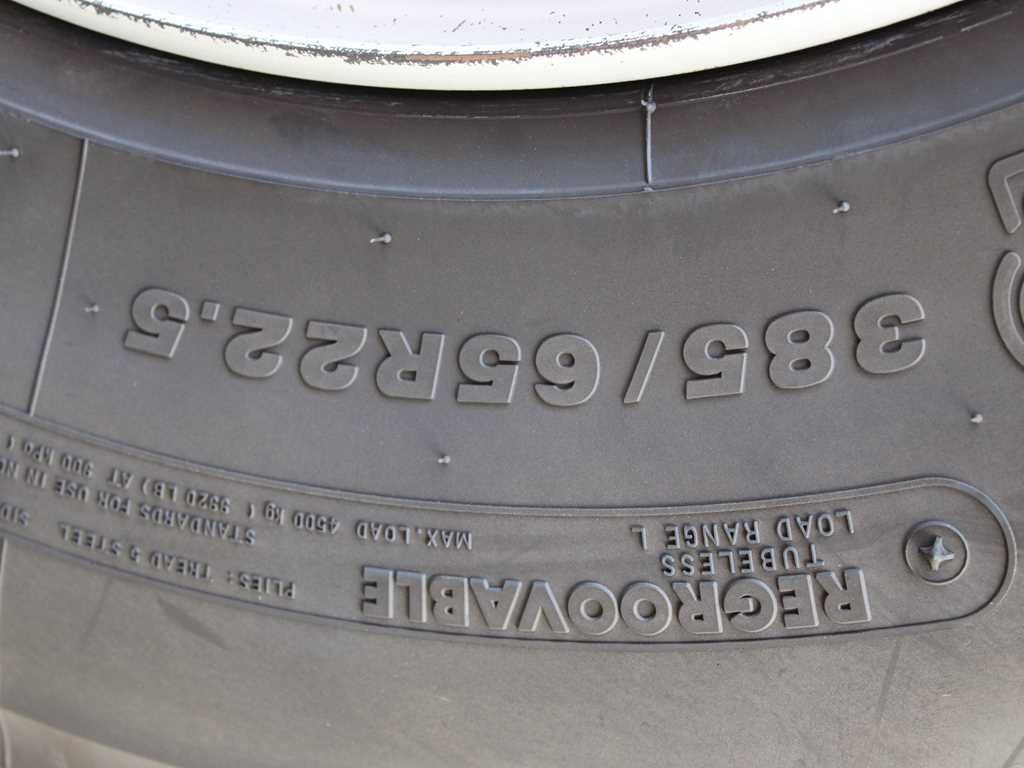 385/65R22.5
REGROOVABLE
TUBELESS
LOAD RANGE L
PLIES: TREAD 5 STEEL
STANDARDS FOR USE IN
MAX. LOAD 4500 kg ( 9920 LB) AT 900 kPa (